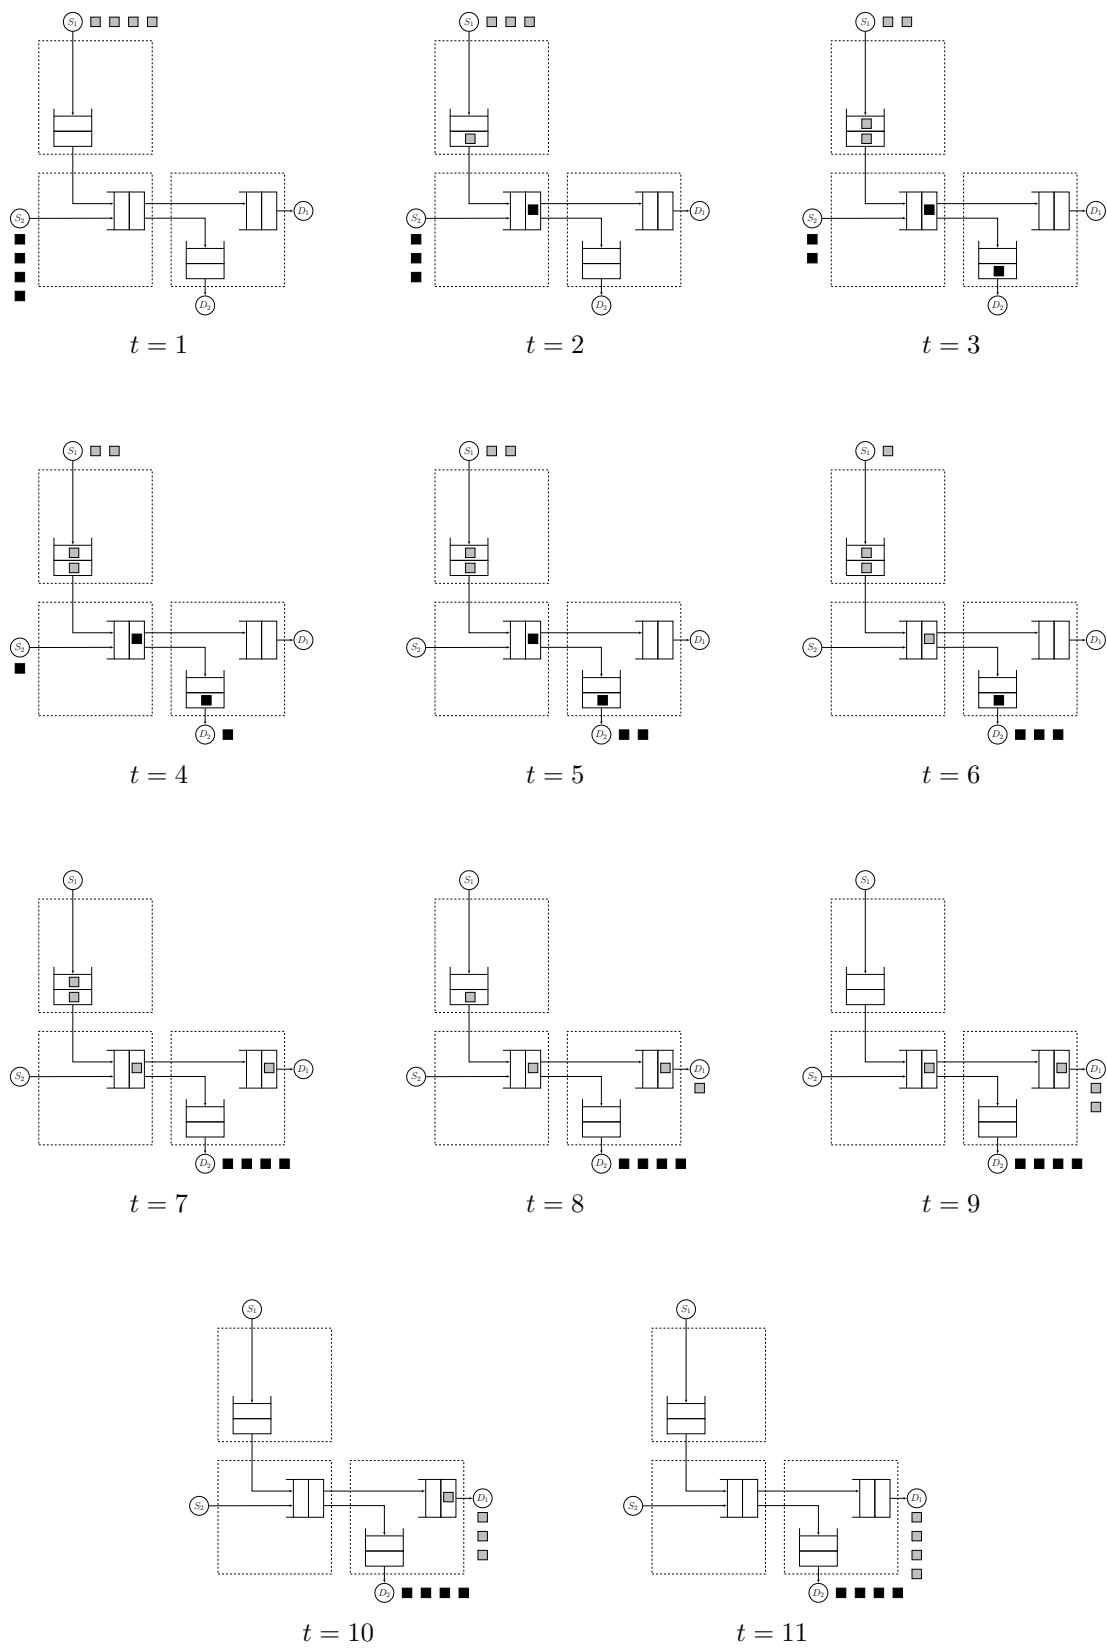 S₁ S₁ S₁
S₂ D₁ S₂ D₁ S₂ D₁
D₂ D₂ D₂
t = 1 t = 2 t = 3
S₁ S₁ S₁
S₂ D₁ S₂ D₁ S₂ D₁
D₂ D₂ D₂
t = 4 t = 5 t = 6
S₁ S₁ S₁
S₂ D₁ S₂ D₁ S₂ D₁
D₂ D₂ D₂
t = 7 t = 8 t = 9
S₁ S₁
S₂ D₁ S₂ D₁
D₂ D₂
t = 10 t = 11